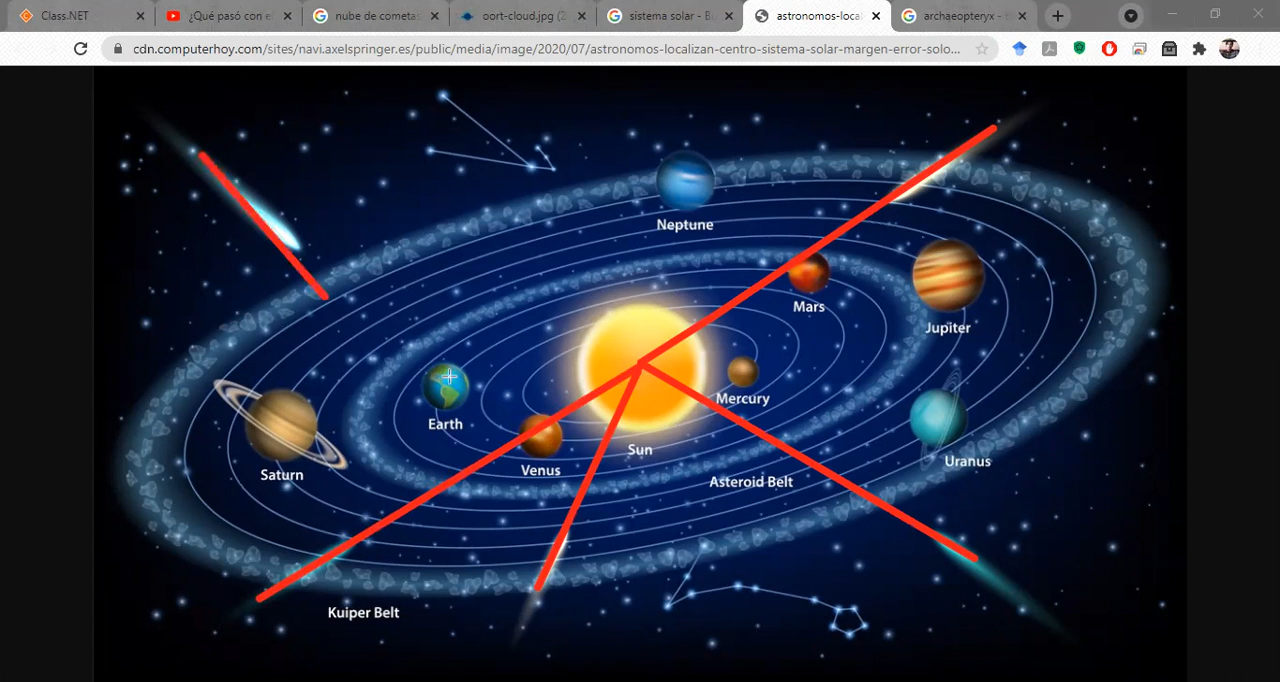 Class.NET
¿Qué pasó con e
nube de cometa
oort-cloud.jpg (2
sistema solar - Bu
astronomos-loca
archaeopteryx - B
cdn.computerhoy.com/sites/navi.axelspringer.es/public/media/image/2020/07/astronomos-localizan-centro-sistema-solar-margen-error-solo...
Neptune
Mars
Jupiter
Mercury
Earth
Sun
Uranus
Venus
Saturn
Asteroid Belt
Kuiper Belt